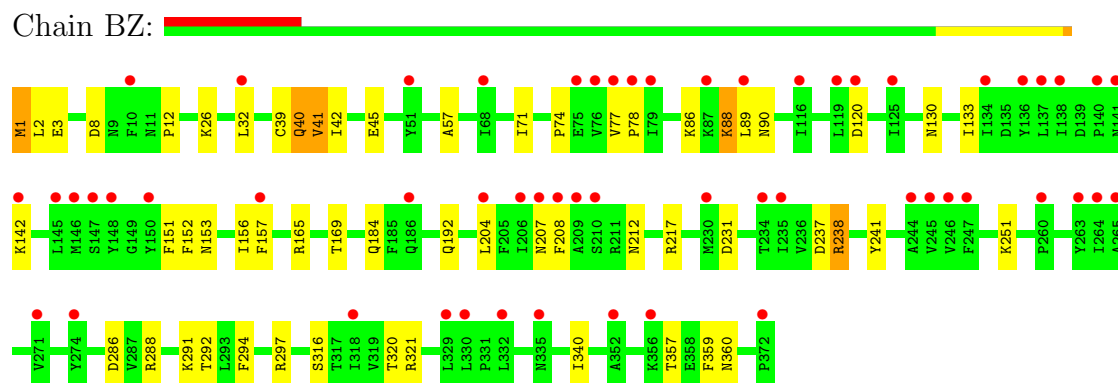 Chain BZ:
M1 L2 E3 D8 N9 F10 N11 P12 K26 L32 C39 Q40 V41 I42 E45 Y51 A57 I68 I71 P74 E75 V76 V77 P78 I79 K86 K87 K88 L89 N90 I116 L119 D120 I125 N130 I133 I134 D135 Y136 L137 I138 D139 P140 N141
K142 L145 M146 S147 Y148 G149 Y150 F151 F152 N153 I156 F157 R165 T169 Q184 F185 Q186 Q192 L204 F205 I206 N207 F208 A209 S210 R211 N212 R217 M230 D231 T234 I235 V236 D237 R238 Y241 A244 V245 V246 F247 K251 P260 Y263 I264 A265
V271 Y274 D286 V287 R288 K291 T292 L293 F294 R297 S316 T317 I318 V319 T320 R321 L329 L330 P331 L332 N335 I340 A352 K356 T357 E358 F359 N360 P372